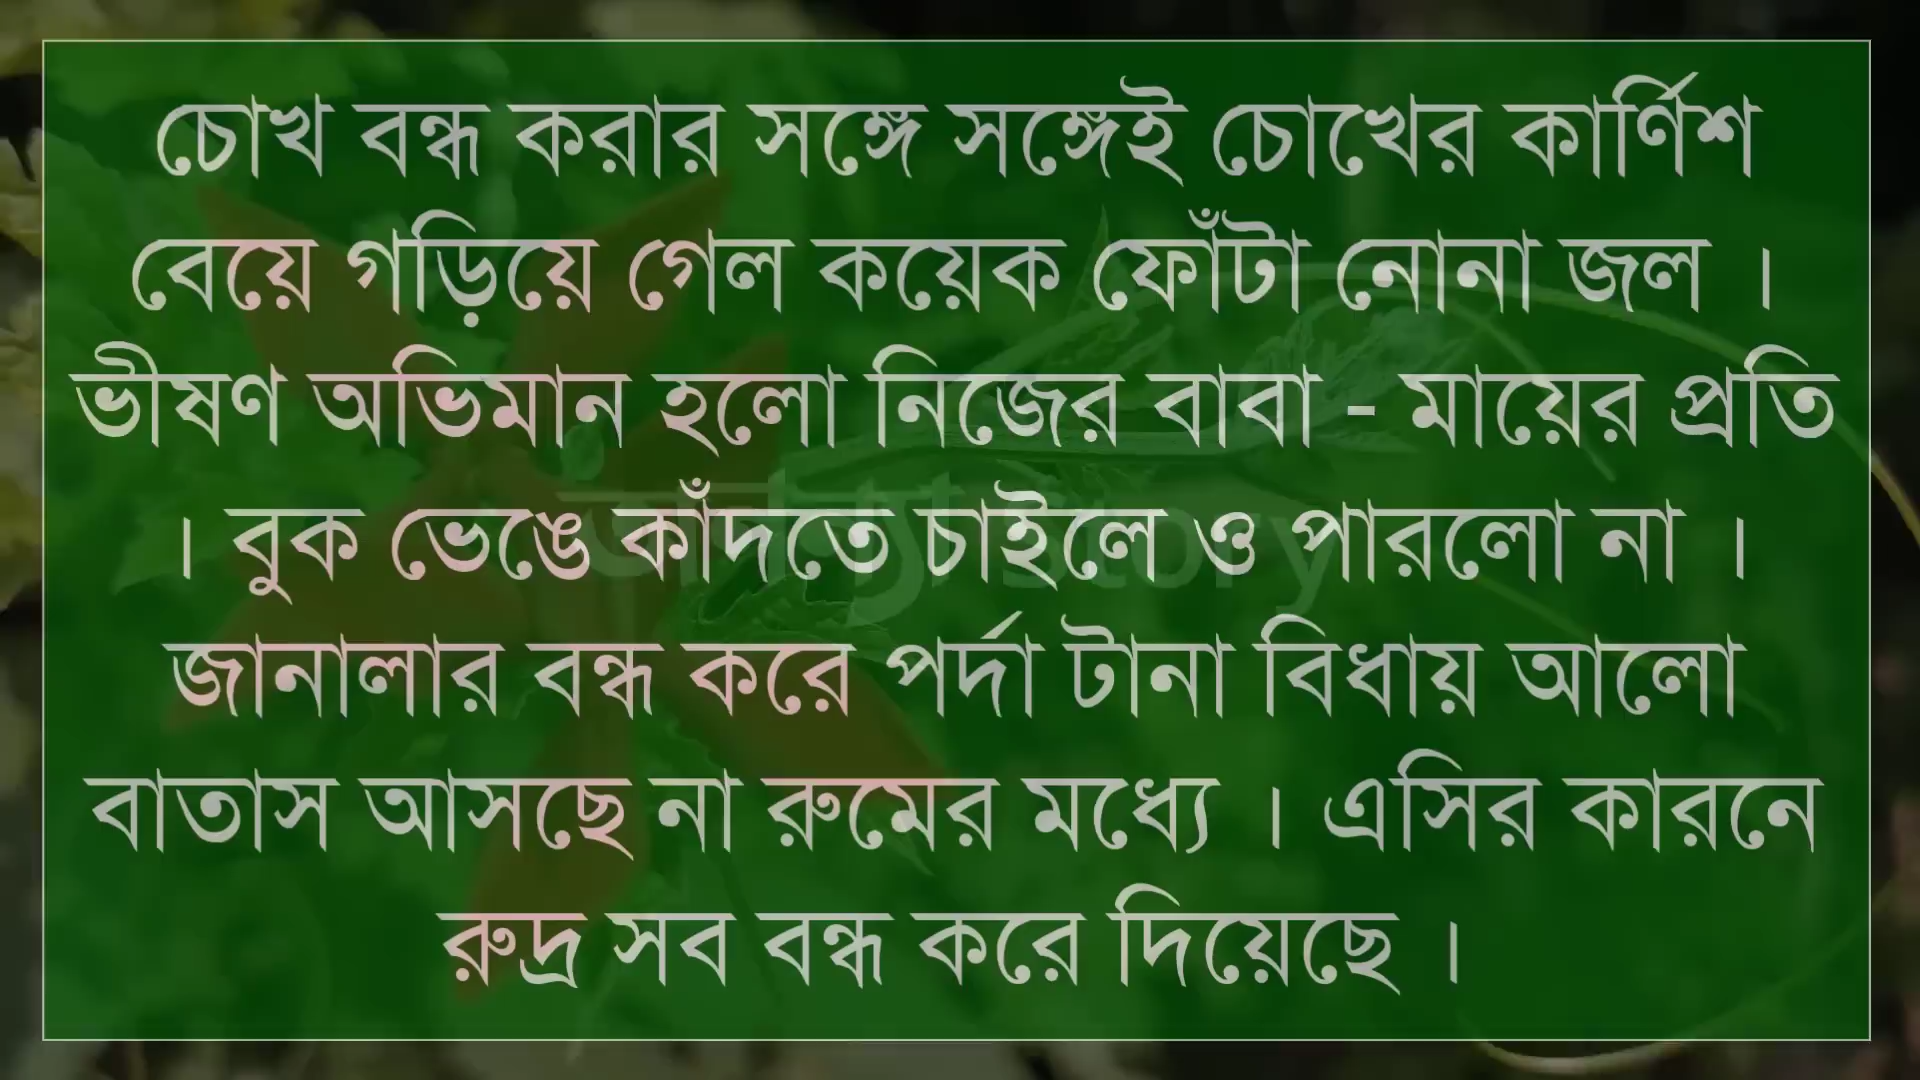 চোখ বন্ধ করার সঙ্গে সঙ্গেই চোখের কার্ণিশ
বেয়ে গড়িয়ে গেল কয়েক ফোঁটা নোনা জল ।
ভীষণ অভিমান হলো নিজের বাবা - মায়ের প্রতি
। বুক ভেঙে কাঁদতে চাইলে ও পারলো না ।
জানালার বন্ধ করে পর্দা টানা বিধায় আলো
বাতাস আসছে না রুমের মধ্যে । এসির কারনে
রুদ্র সব বন্ধ করে দিয়েছে ।
Story